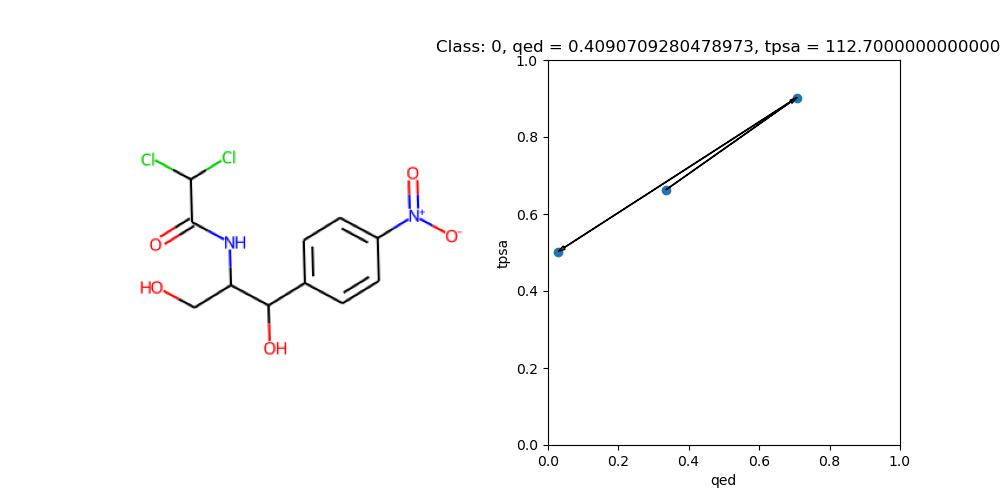 Class: 0, qed = 0.4090709280478973, tpsa = 112.7000000000000
Cl Cl
O
NH
HO
OH
O
N+
O-
1.0
0.8
0.6
0.4
0.2
0.0
tpsa
0.0 0.2 0.4 0.6 0.8 1.0
qed